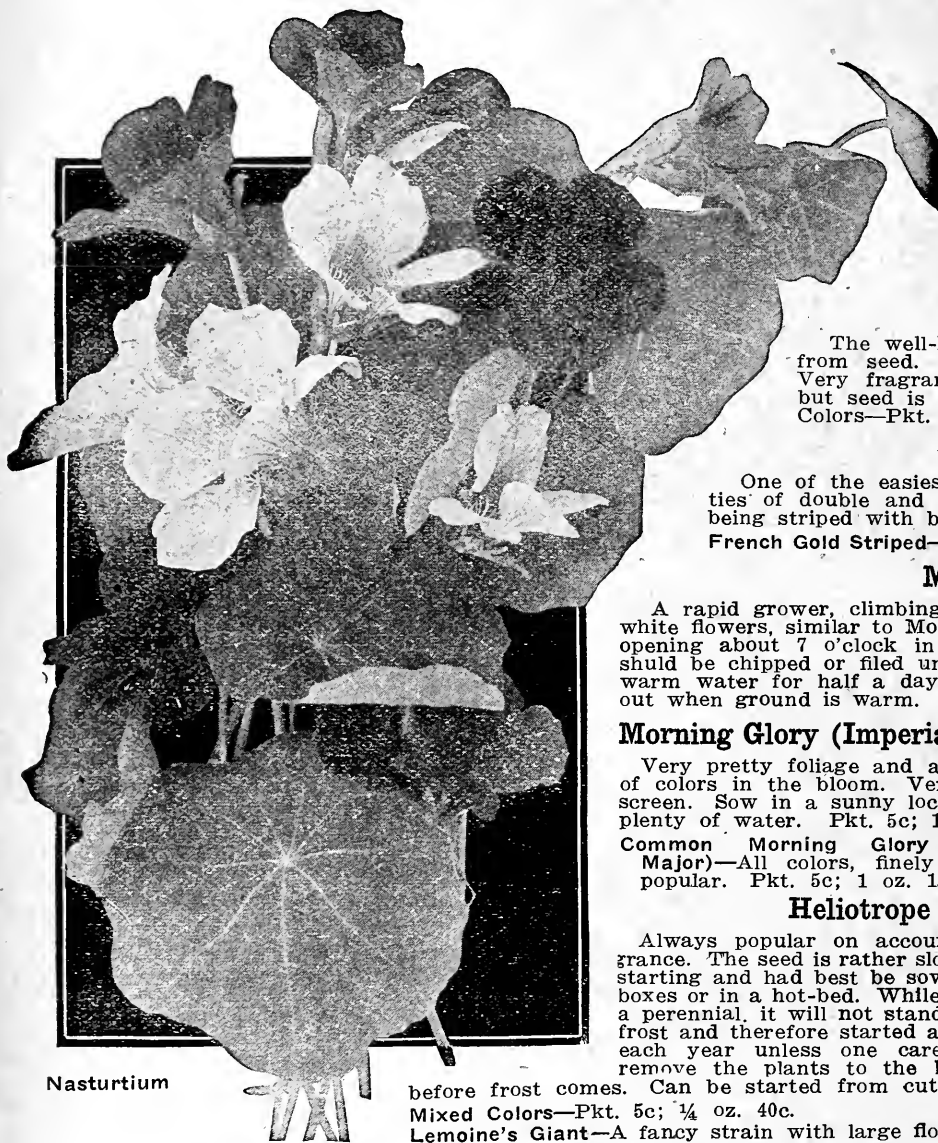 The well-
from seed.
Very fragran
but seed is
Colors—Pkt.
One of the easies
ties of double and
being striped with b
French Gold Striped—
M
A rapid grower, climbing
white flowers, similar to Mo
opening about 7 o'clock in
shuld be chipped or filed un
warm water for half a day
out when ground is warm.
Morning Glory (Imperia
Very pretty foliage and a
of colors in the bloom. Ve
screen. Sow in a sunny loc
plenty of water. Pkt. 5c; 1
Common Morning Glory
Major)—All colors, finely
popular. Pkt. 5c; 1 oz. 1
Heliotrope
Always popular on accou
grance. The seed is rather slo
starting and had best be sow
boxes or in a hot-bed. While
a perennial, it will not stand
frost and therefore started a
each year unless one care
remove the plants to the
Nasturtium
before frost comes. Can be started from cut
Mixed Colors—Pkt. 5c; ¼ oz. 40c.
Lemoine's Giant—A fancy strain with large flo